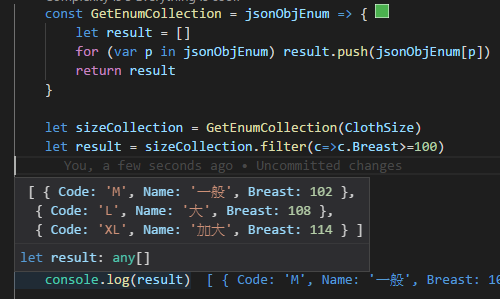 const GetEnumCollection = jsonObjEnum => {
let result = []
for (var p in jsonObjEnum) result.push(jsonObjEnum[p])
return result
}
let sizeCollection = GetEnumCollection(ClothSize)
let result = sizeCollection.filter(c=>c.Breast>=100)
You, a few seconds ago • Uncommitted changes
[ { Code: 'M', Name: '一般', Breast: 102 },
{ Code: 'L', Name: '大', Breast: 108 },
{ Code: 'XL', Name: '加大', Breast: 114 } ]
let result: any[]
console.log(result) [ { Code: 'M', Name: '一般', Breast: 10